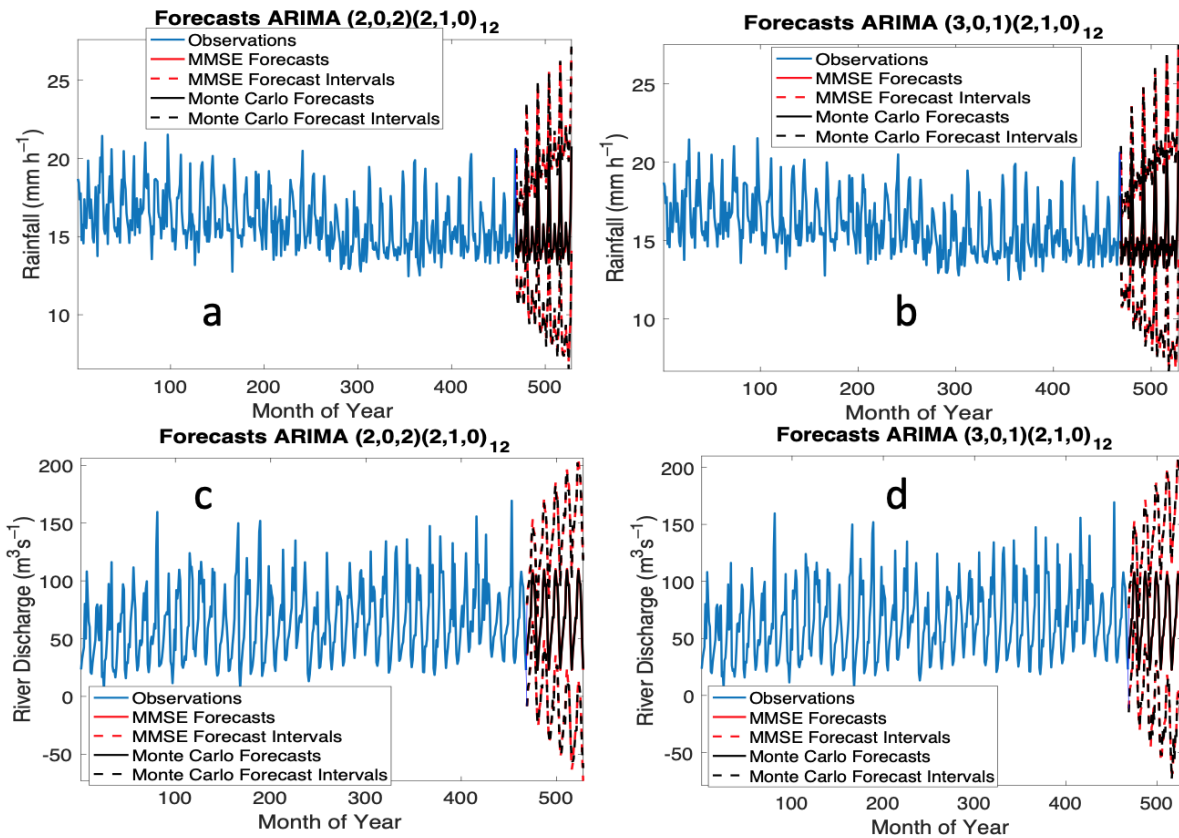 Forecasts ARIMA (2,0,2)(2,1,0)12
Observations
MMSE Forecasts
MMSE Forecast Intervals
Monte Carlo Forecasts
Monte Carlo Forecast Intervals
Rainfall (mm h−1)
25
20
15
10
a
100 200 300 400 500
Month of Year
Forecasts ARIMA (3,0,1)(2,1,0)12
Observations
MMSE Forecasts
MMSE Forecast Intervals
Monte Carlo Forecasts
Monte Carlo Forecast Intervals
Rainfall (mm h−1)
25
20
15
10
b
100 200 300 400 500
Month of Year
Forecasts ARIMA (2,0,2)(2,1,0)12
c
River Discharge (m3s−1)
200
150
100
50
0
-50
Observations
MMSE Forecasts
MMSE Forecast Intervals
Monte Carlo Forecasts
Monte Carlo Forecast Intervals
100 200 300 400 500
Month of Year
Forecasts ARIMA (3,0,1)(2,1,0)12
d
River Discharge (m3s−1)
200
150
100
50
0
-50
Observations
MMSE Forecasts
MMSE Forecast Intervals
Monte Carlo Forecasts
Monte Carlo Forecast Intervals
100 200 300 400 500
Month of Year